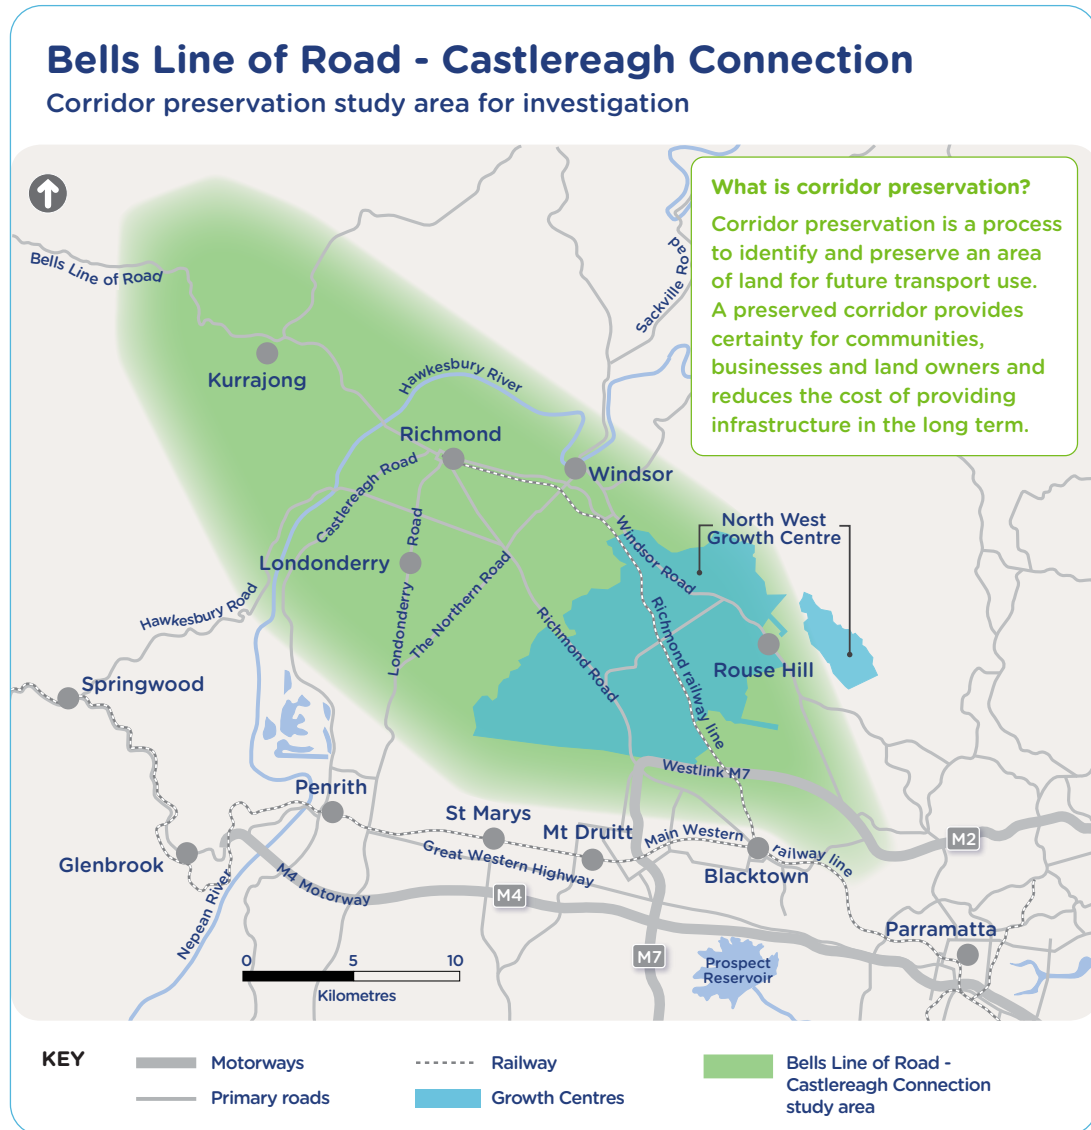 Bells Line of Road - Castlereagh Connection
Corridor preservation study area for investigation
What is corridor preservation?
Corridor preservation is a process
to identify and preserve an area
of land for future transport use.
A preserved corridor provides
certainty for communities,
businesses and land owners and
reduces the cost of providing
infrastructure in the long term.
Bells Line of Road
Sackville Road
Kurrajong
Hawkesbury River
Richmond
Windsor
Castlereagh Road
Londonderry
Londonderry Road
The Northern Road
Windsor Road
North West
Growth Centre
Hawkesbury Road
Richmond Road
Richmond railway line
Rouse Hill
Springwood
Westlink M7
Penrith
St Marys
Mt Druitt
Main Western railway line
M2
Glenbrook
Great Western Highway
Blacktown
M4 Motorway
M4
Nepean River
Parramatta
M7
Prospect
Reservoir
0 5 10
Kilometres
KEY
Motorways
Primary roads
Railway
Growth Centres
Bells Line of Road -
Castlereagh Connection
study area